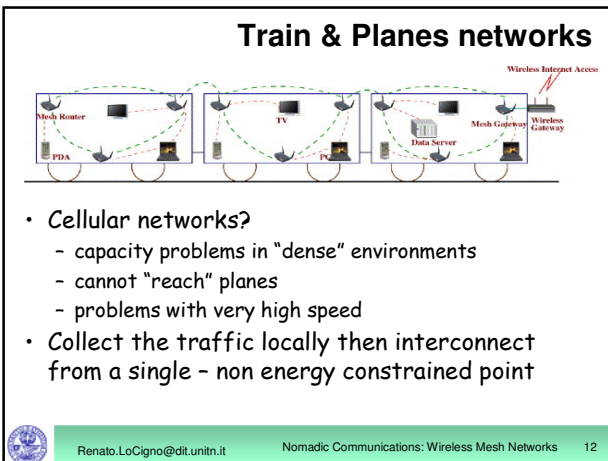 Train & Planes networks
Wireless Internet Access
Mesh Router
TV
Mesh Gateway
Wireless
Gateway
Data Server
PDA
PC
• Cellular networks?
– capacity problems in “dense” environments
– cannot “reach” planes
– problems with very high speed
• Collect the traffic locally then interconnect
from a single – non energy constrained point
Renato.LoCigno@dit.unitn.it Nomadic Communications: Wireless Mesh Networks 12